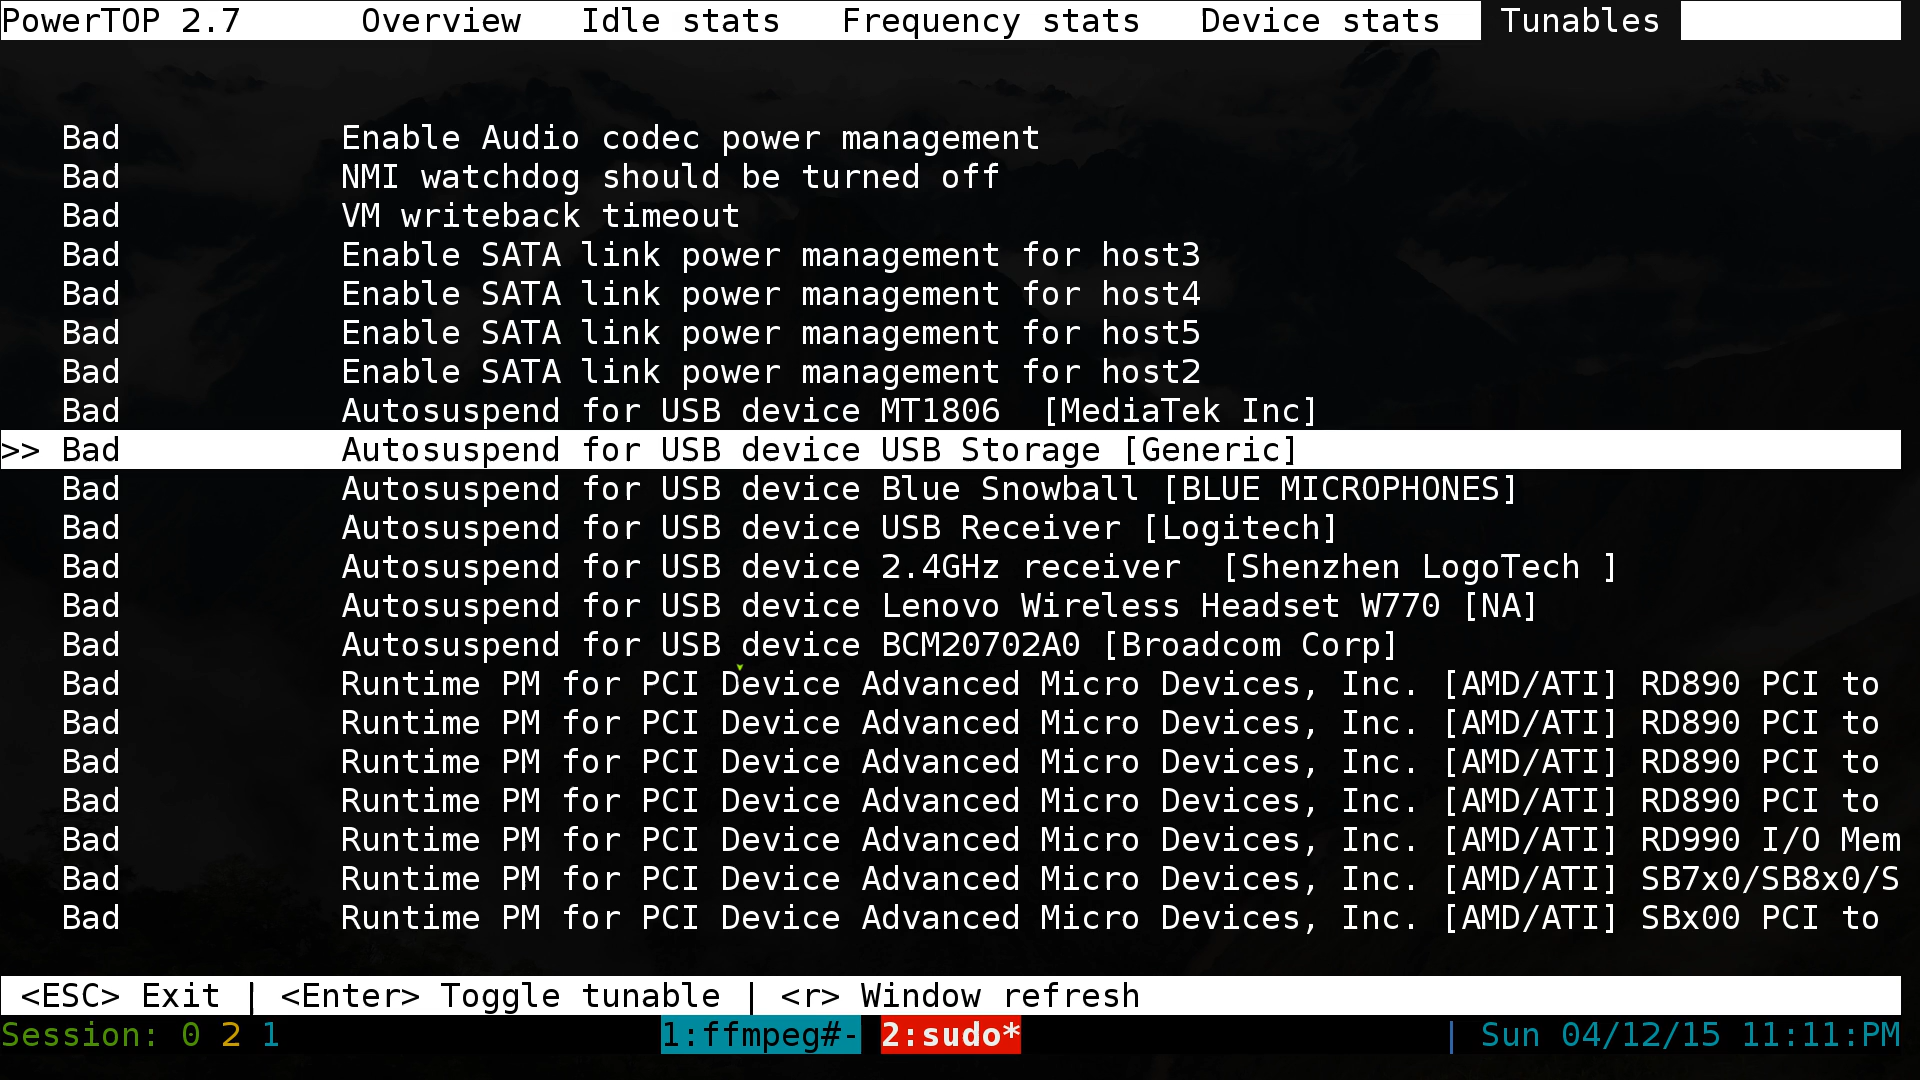 PowerTOP 2.7 Overview Idle stats Frequency stats Device stats Tunables
Bad Enable Audio codec power management
Bad NMI watchdog should be turned off
Bad VM writeback timeout
Bad Enable SATA link power management for host3
Bad Enable SATA link power management for host4
Bad Enable SATA link power management for host5
Bad Enable SATA link power management for host2
Bad Autosuspend for USB device MT1806  [MediaTek Inc]
>> Bad Autosuspend for USB device USB Storage [Generic]
Bad Autosuspend for USB device Blue Snowball [BLUE MICROPHONES]
Bad Autosuspend for USB device USB Receiver [Logitech]
Bad Autosuspend for USB device 2.4GHz receiver  [Shenzhen LogoTech ]
Bad Autosuspend for USB device Lenovo Wireless Headset W770 [NA]
Bad Autosuspend for USB device BCM20702A0 [Broadcom Corp]
Bad Runtime PM for PCI Device Advanced Micro Devices, Inc. [AMD/ATI] RD890 PCI to
Bad Runtime PM for PCI Device Advanced Micro Devices, Inc. [AMD/ATI] RD890 PCI to
Bad Runtime PM for PCI Device Advanced Micro Devices, Inc. [AMD/ATI] RD890 PCI to
Bad Runtime PM for PCI Device Advanced Micro Devices, Inc. [AMD/ATI] RD890 PCI to
Bad Runtime PM for PCI Device Advanced Micro Devices, Inc. [AMD/ATI] RD990 I/O Mem
Bad Runtime PM for PCI Device Advanced Micro Devices, Inc. [AMD/ATI] SB7x0/SB8x0/S
Bad Runtime PM for PCI Device Advanced Micro Devices, Inc. [AMD/ATI] SBx00 PCI to
<ESC> Exit | <Enter> Toggle tunable | <r> Window refresh
Session: 0 2 1 1:ffmpeg#- 2:sudo* | Sun 04/12/15 11:11:PM